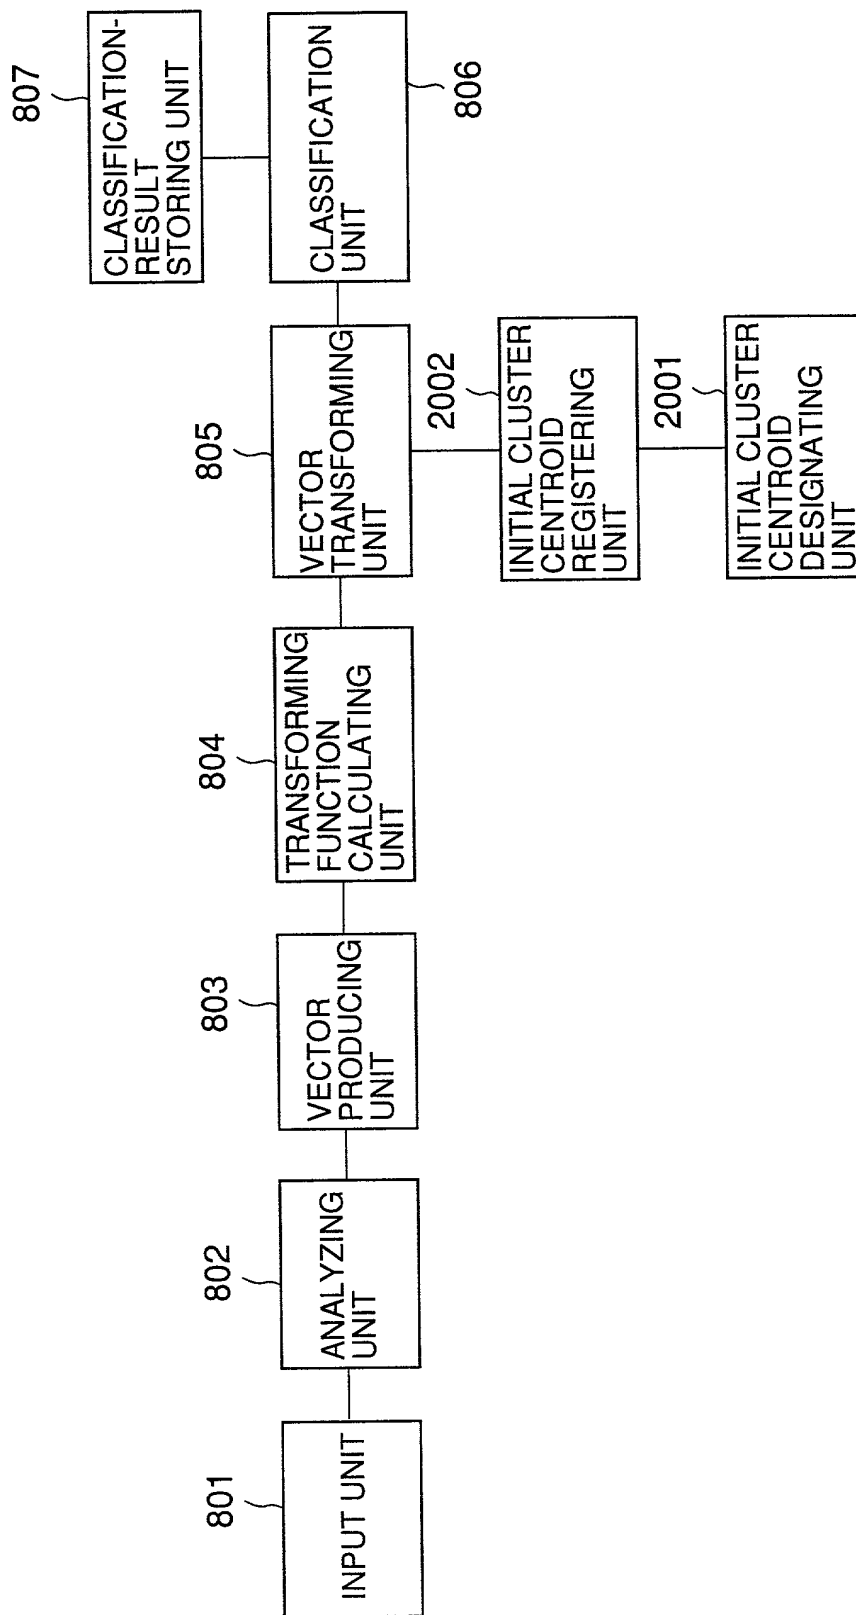 801
INPUT UNIT
802
ANALYZING
UNIT
803
VECTOR
PRODUCING
UNIT
804
TRANSFORMING
FUNCTION
CALCULATING
UNIT
805
VECTOR
TRANSFORMING
UNIT
807
CLASSIFICATION-
RESULT
STORING UNIT
CLASSIFICATION
UNIT
806
2002
INITIAL CLUSTER
CENTROID
REGISTERING
UNIT
2001
INITIAL CLUSTER
CENTROID
DESIGNATING
UNIT